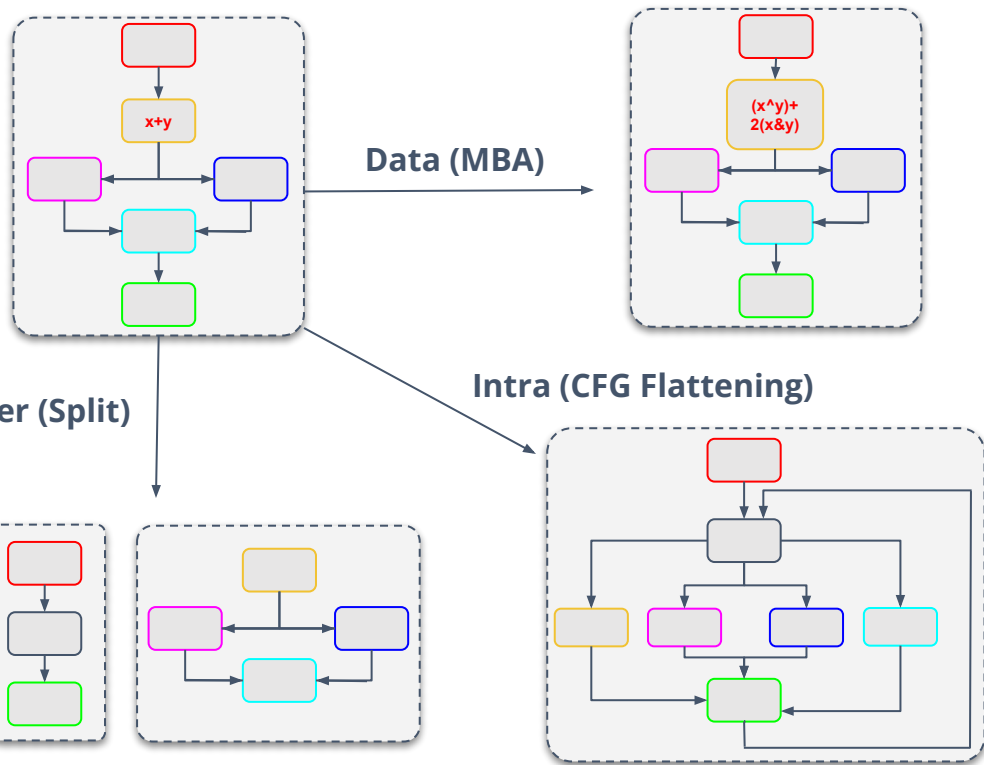 x+y
(x^y)+
2(x&y)
Data (MBA)
Intra (CFG Flattening)
er (Split)